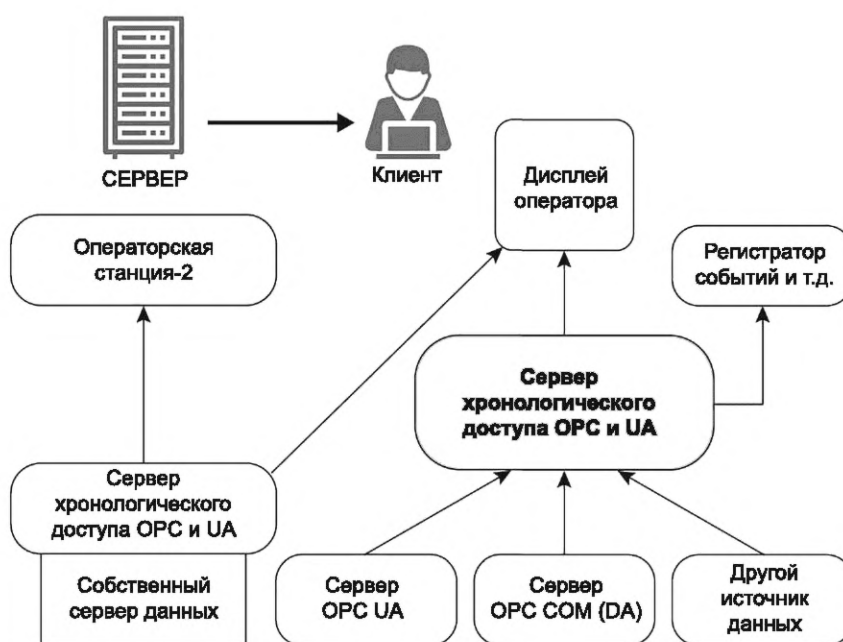 СЕРВЕР
Клиент
Дисплей
оператора
Операторская
станция-2
Регистратор
событий и т.д.
Сервер
хронологического
доступа OPC и UA
Сервер
хронологического
доступа OPC и UA
Собственный
сервер данных
Сервер
OPC UA
Сервер
OPC COM (DA)
Другой
источник
данных